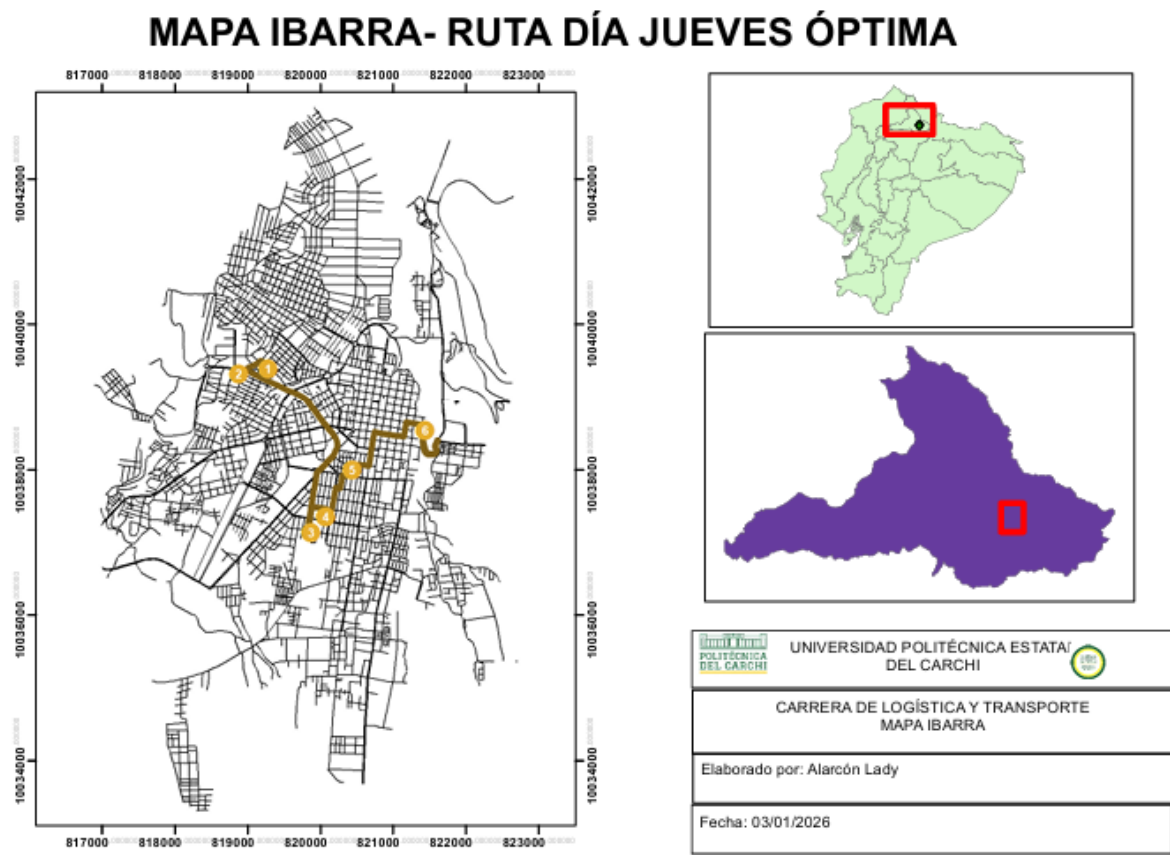 MAPA IBARRA- RUTA DÍA JUEVES ÓPTIMA
817000 818000 819000 820000 821000 822000 823000
10042000
10040000
10038000
10036000
10034000
10042000
10040000
10038000
10036000
10034000
1
2
6
5
4
3
817000 818000 819000 820000 821000 822000 823000
POLITÉCNICA
DEL CARCHI
UNIVERSIDAD POLITÉCNICA ESTATAL
DEL CARCHI
CARRERA DE LOGÍSTICA Y TRANSPORTE
MAPA IBARRA
Elaborado por: Alarcón Lady
Fecha: 03/01/2026